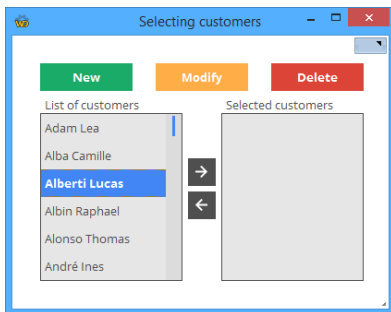 Selecting customers
New Modify Delete
List of customers Selected customers
Adam Lea
Alba Camille
Alberti Lucas
Albin Raphael
Alonso Thomas
André Ines